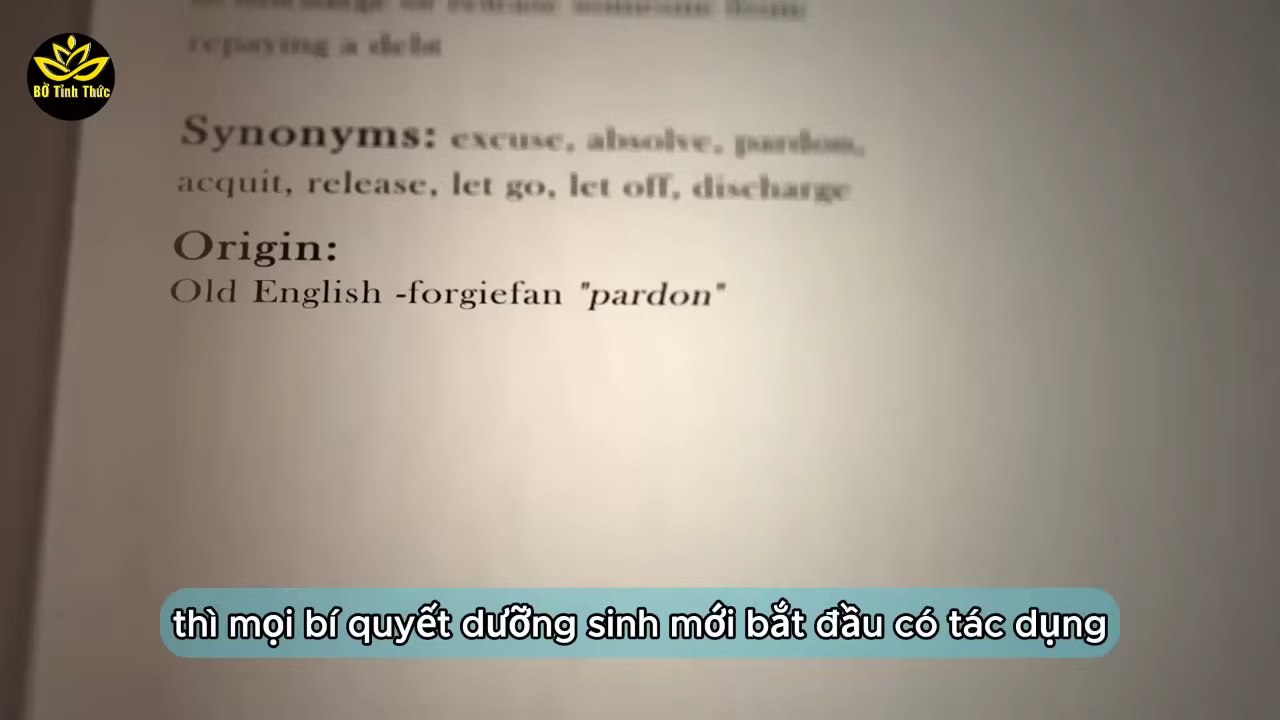 repaying a debt
BỜ Tỉnh Thức
Synonyms: excuse, absolve, pardon,
acquit, release, let go, let off, discharge
Origin:
Old English -forgiefan "pardon"
thì mọi bí quyết dưỡng sinh mới bắt đầu có tác dụng